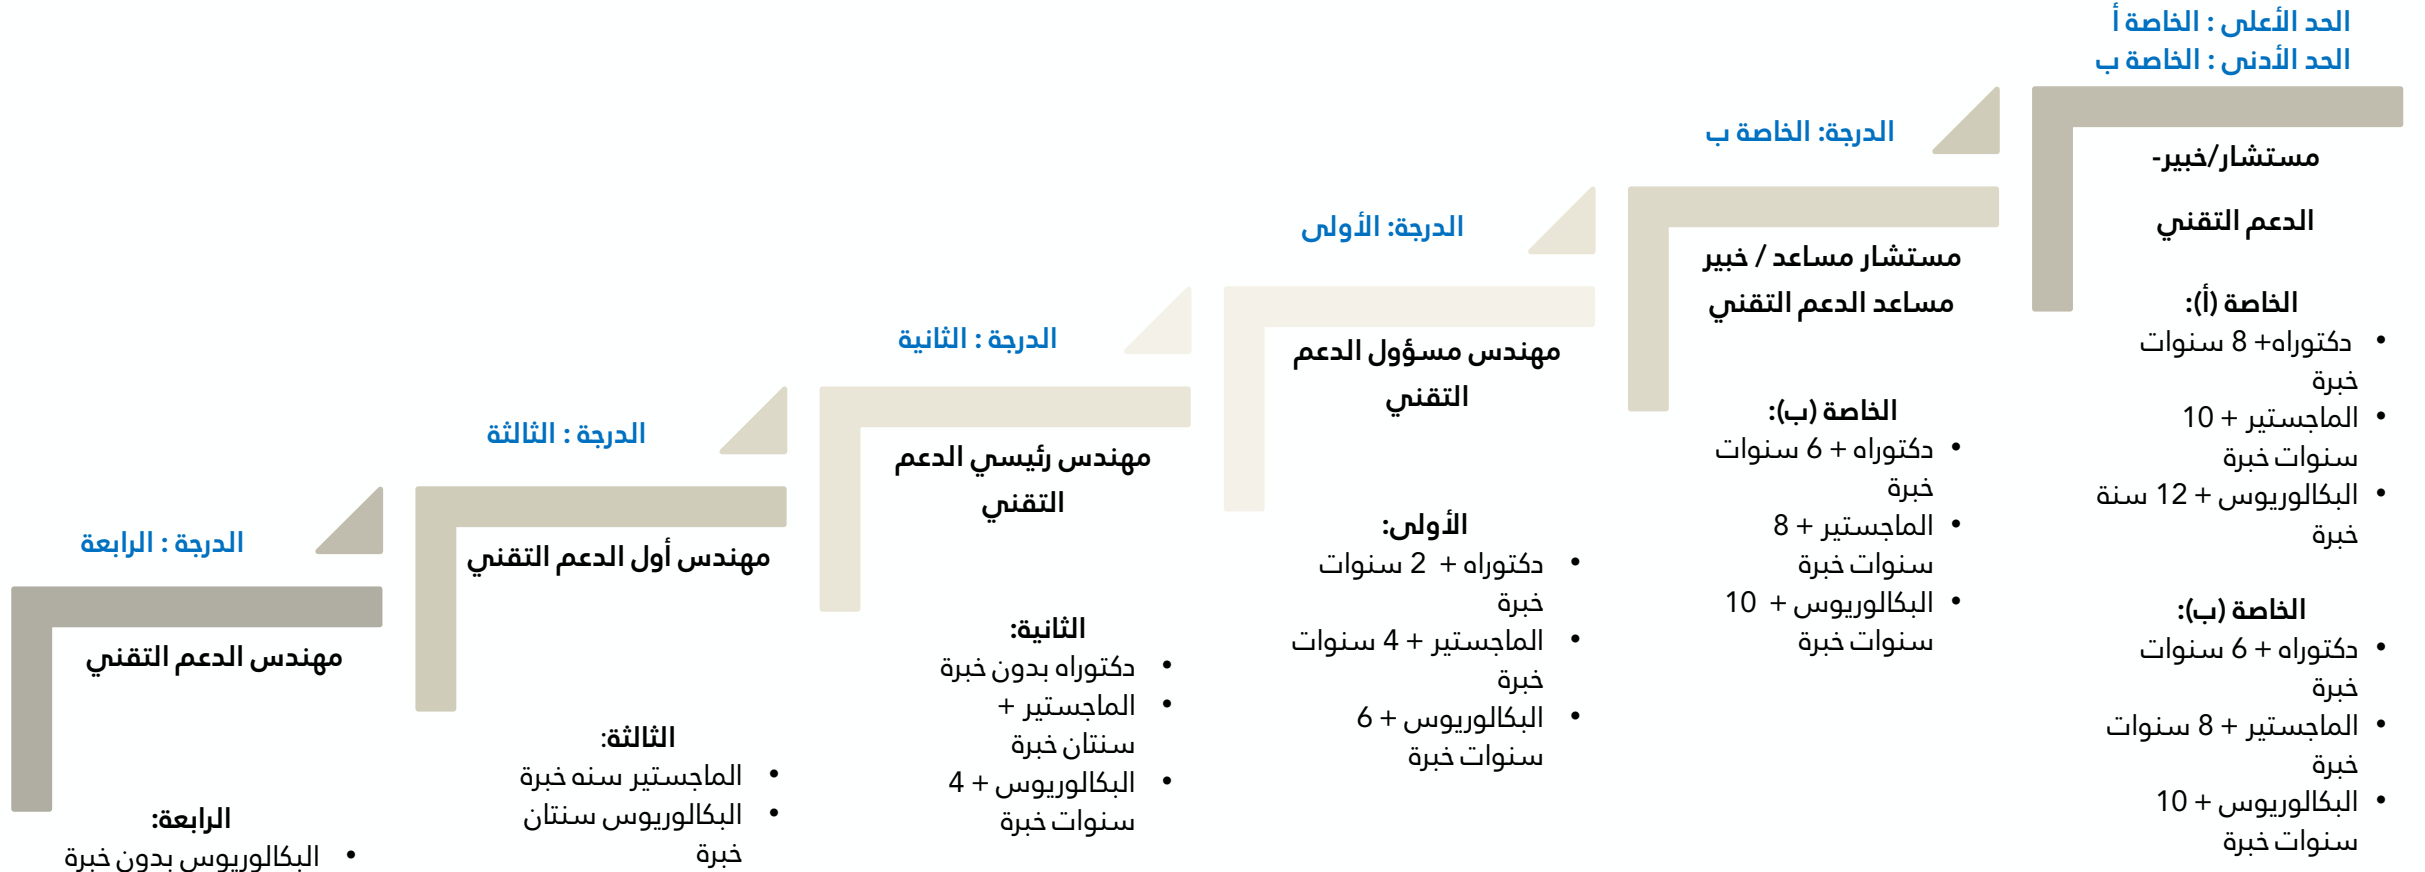 الحد الأعلى : الخاصة أ
الحد الأدنى : الخاصة ب
مستشار/خبير-
الدعم التقني
الخاصة (أ):
• دكتوراه+ 8 سنوات
خبرة
• الماجستير + 10
سنوات خبرة
• البكالوريوس + 12 سنة
خبرة
الخاصة (ب):
• دكتوراه + 6 سنوات
خبرة
• الماجستير + 8 سنوات
خبرة
• البكالوريوس + 10
سنوات خبرة
الدرجة: الخاصة ب
مستشار مساعد / خبير
مساعد الدعم التقني
الخاصة (ب):
• دكتوراه + 6 سنوات
خبرة
• الماجستير + 8
سنوات خبرة
• البكالوريوس + 10
سنوات خبرة
الدرجة: الأولى
مهندس مسؤول الدعم
التقني
الأولى:
• دكتوراه + 2 سنوات
خبرة
• الماجستير + 4 سنوات
خبرة
• البكالوريوس + 6
سنوات خبرة
الدرجة : الثانية
مهندس رئيسي الدعم
التقني
الثانية:
• دكتوراه بدون خبرة
• الماجستير +
سنتان خبرة
• البكالوريوس + 4
سنوات خبرة
الدرجة : الثالثة
مهندس أول الدعم التقني
الثالثة:
• الماجستير سنه خبرة
• البكالوريوس سنتان
خبرة
الدرجة : الرابعة
مهندس الدعم التقني
الرابعة:
• البكالوريوس بدون خبرة